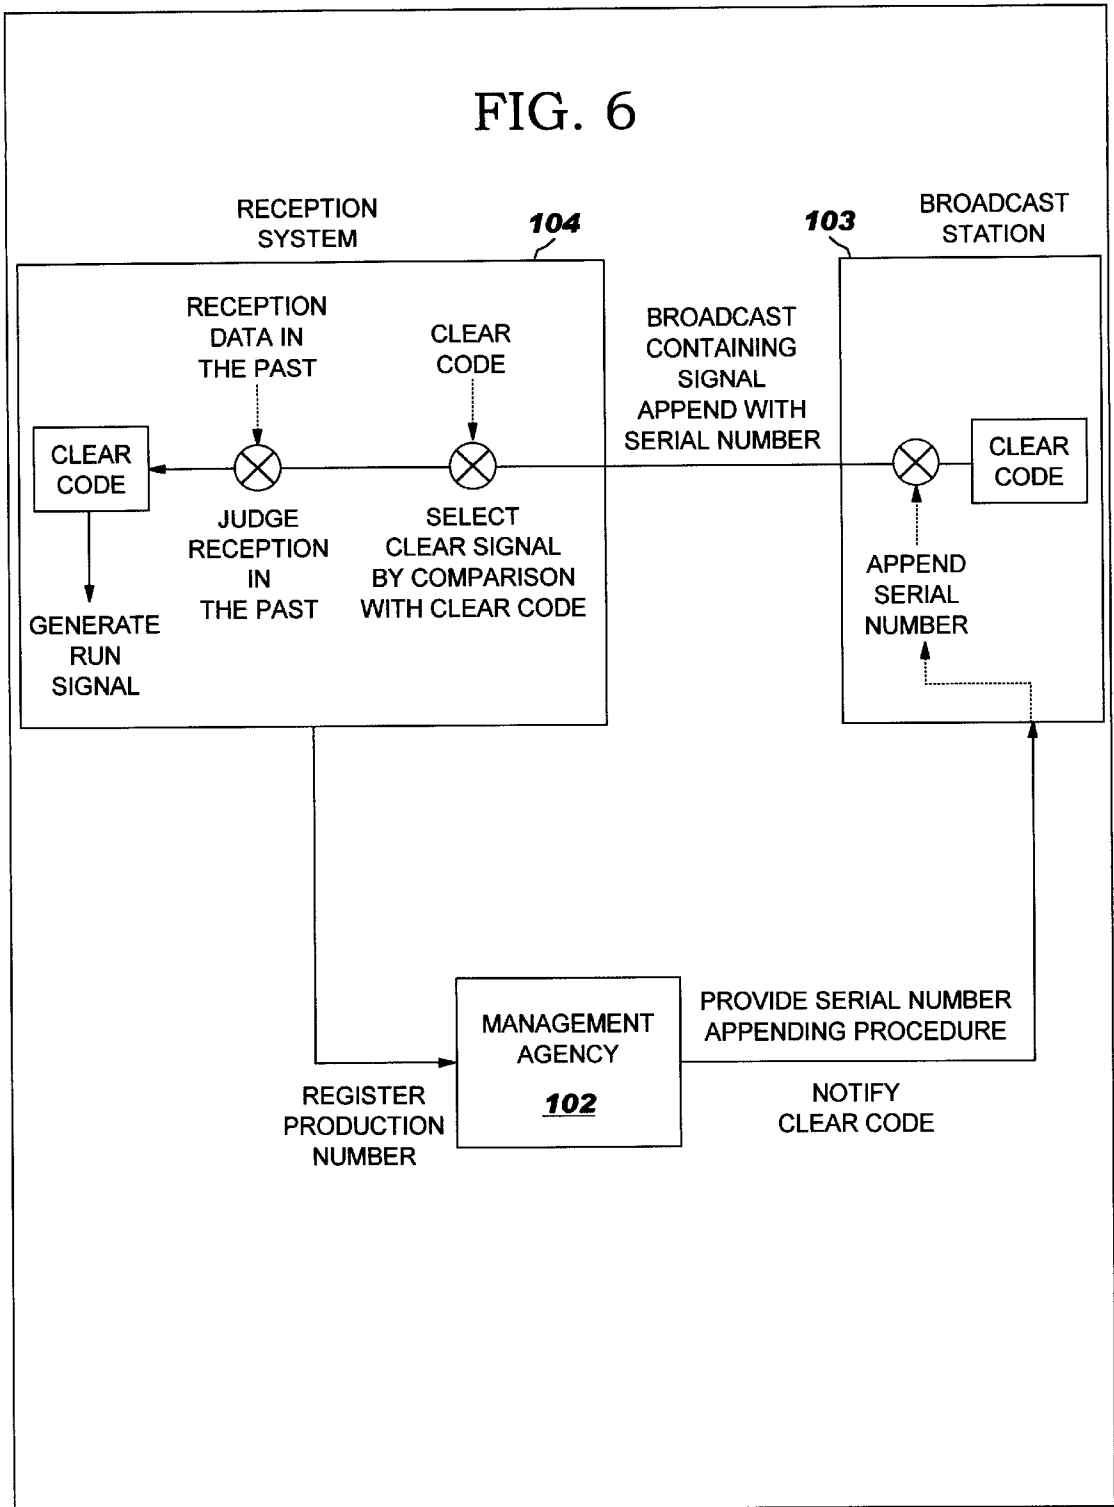 FIG. 6
RECEPTION
SYSTEM
104
103
BROADCAST
STATION
RECEPTION
DATA IN
THE PAST
CLEAR
CODE
BROADCAST
CONTAINING
SIGNAL
APPEND WITH
SERIAL NUMBER
CLEAR
CODE
CLEAR
CODE
JUDGE
RECEPTION
IN
THE PAST
SELECT
CLEAR SIGNAL
BY COMPARISON
WITH CLEAR CODE
APPEND
SERIAL
NUMBER
GENERATE
RUN
SIGNAL
MANAGEMENT
AGENCY
102
PROVIDE SERIAL NUMBER
APPENDING PROCEDURE
REGISTER
PRODUCTION
NUMBER
NOTIFY
CLEAR CODE